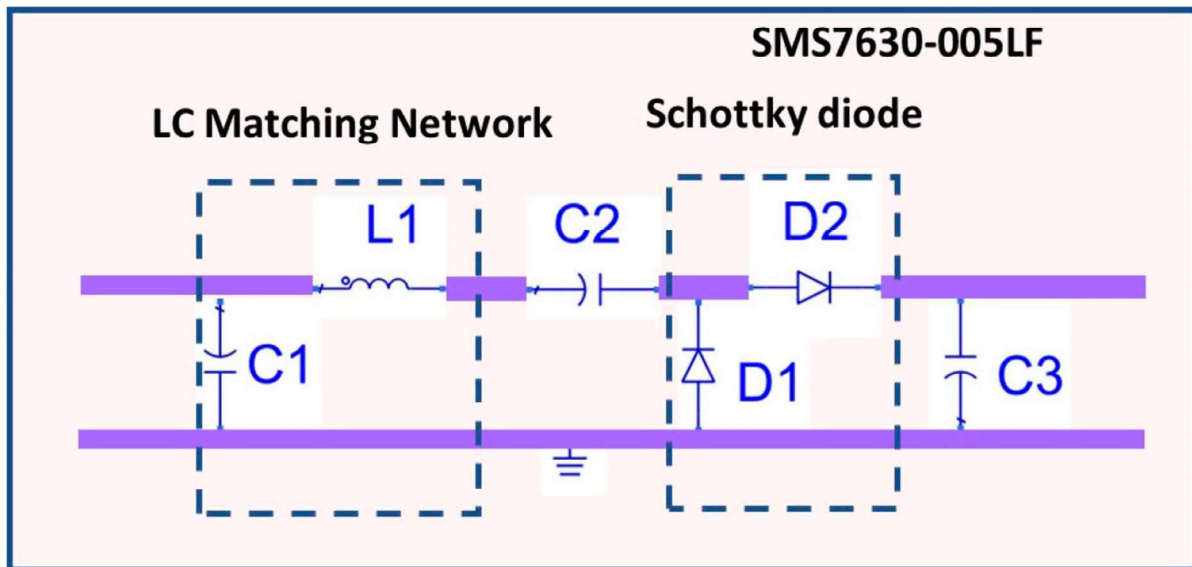 SMS7630-005LF
LC Matching Network
Schottky diode
L1
C2
D2
C1
D1
C3